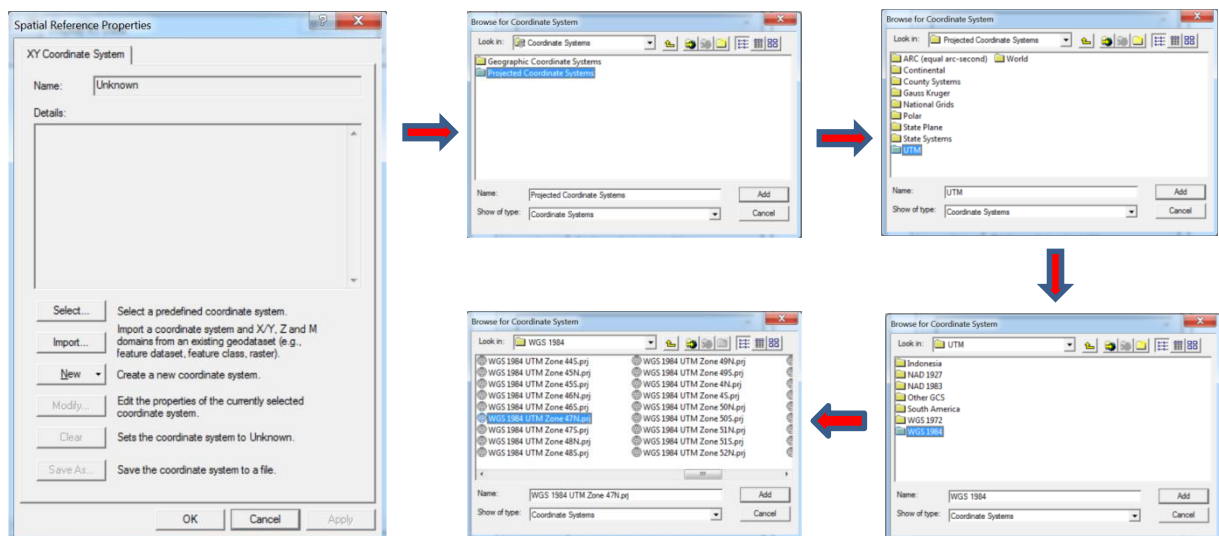 Spatial Reference Properties
XY Coordinate System
Name: Unknown
Details:
Select... Select a predefined coordinate system.
Import... Import a coordinate system and X/Y, Z and M
domains from an existing geodataset (e.g.,
feature dataset, feature class, raster).
New Create a new coordinate system.
Modify... Edit the properties of the currently selected
coordinate system.
Clear Sets the coordinate system to Unknown.
Save As... Save the coordinate system to a file.
OK Cancel Apply
Browse for Coordinate System
Look in: Coordinate Systems
Geographic Coordinate Systems
Projected Coordinate Systems
Name: Projected Coordinate Systems Add
Show of type: Coordinate Systems Cancel
Browse for Coordinate System
Look in: Projected Coordinate Systems
ARC (equal arc-second) World
Continental
County Systems
Gauss Kruger
National Grids
Polar
State Plane
State Systems
UTM
Name: UTM Add
Show of type: Coordinate Systems Cancel
Browse for Coordinate System
Look in: UTM
Indonesia
NAD 1927
NAD 1983
Other GCS
South America
WGS 1972
WGS 1984
Name: WGS 1984 Add
Show of type: Coordinate Systems Cancel
Browse for Coordinate System
Look in: WGS 1984
WGS 1984 UTM Zone 44S.prj WGS 1984 UTM Zone 49N.prj
WGS 1984 UTM Zone 45N.prj WGS 1984 UTM Zone 49S.prj
WGS 1984 UTM Zone 45S.prj WGS 1984 UTM Zone 4N.prj
WGS 1984 UTM Zone 46N.prj WGS 1984 UTM Zone 4S.prj
WGS 1984 UTM Zone 46S.prj WGS 1984 UTM Zone 50N.prj
WGS 1984 UTM Zone 47N.prj WGS 1984 UTM Zone 50S.prj
WGS 1984 UTM Zone 47S.prj WGS 1984 UTM Zone 51N.prj
WGS 1984 UTM Zone 48N.prj WGS 1984 UTM Zone 51S.prj
WGS 1984 UTM Zone 48S.prj WGS 1984 UTM Zone 52N.prj
Name: WGS 1984 UTM Zone 47N.prj Add
Show of type: Coordinate Systems Cancel